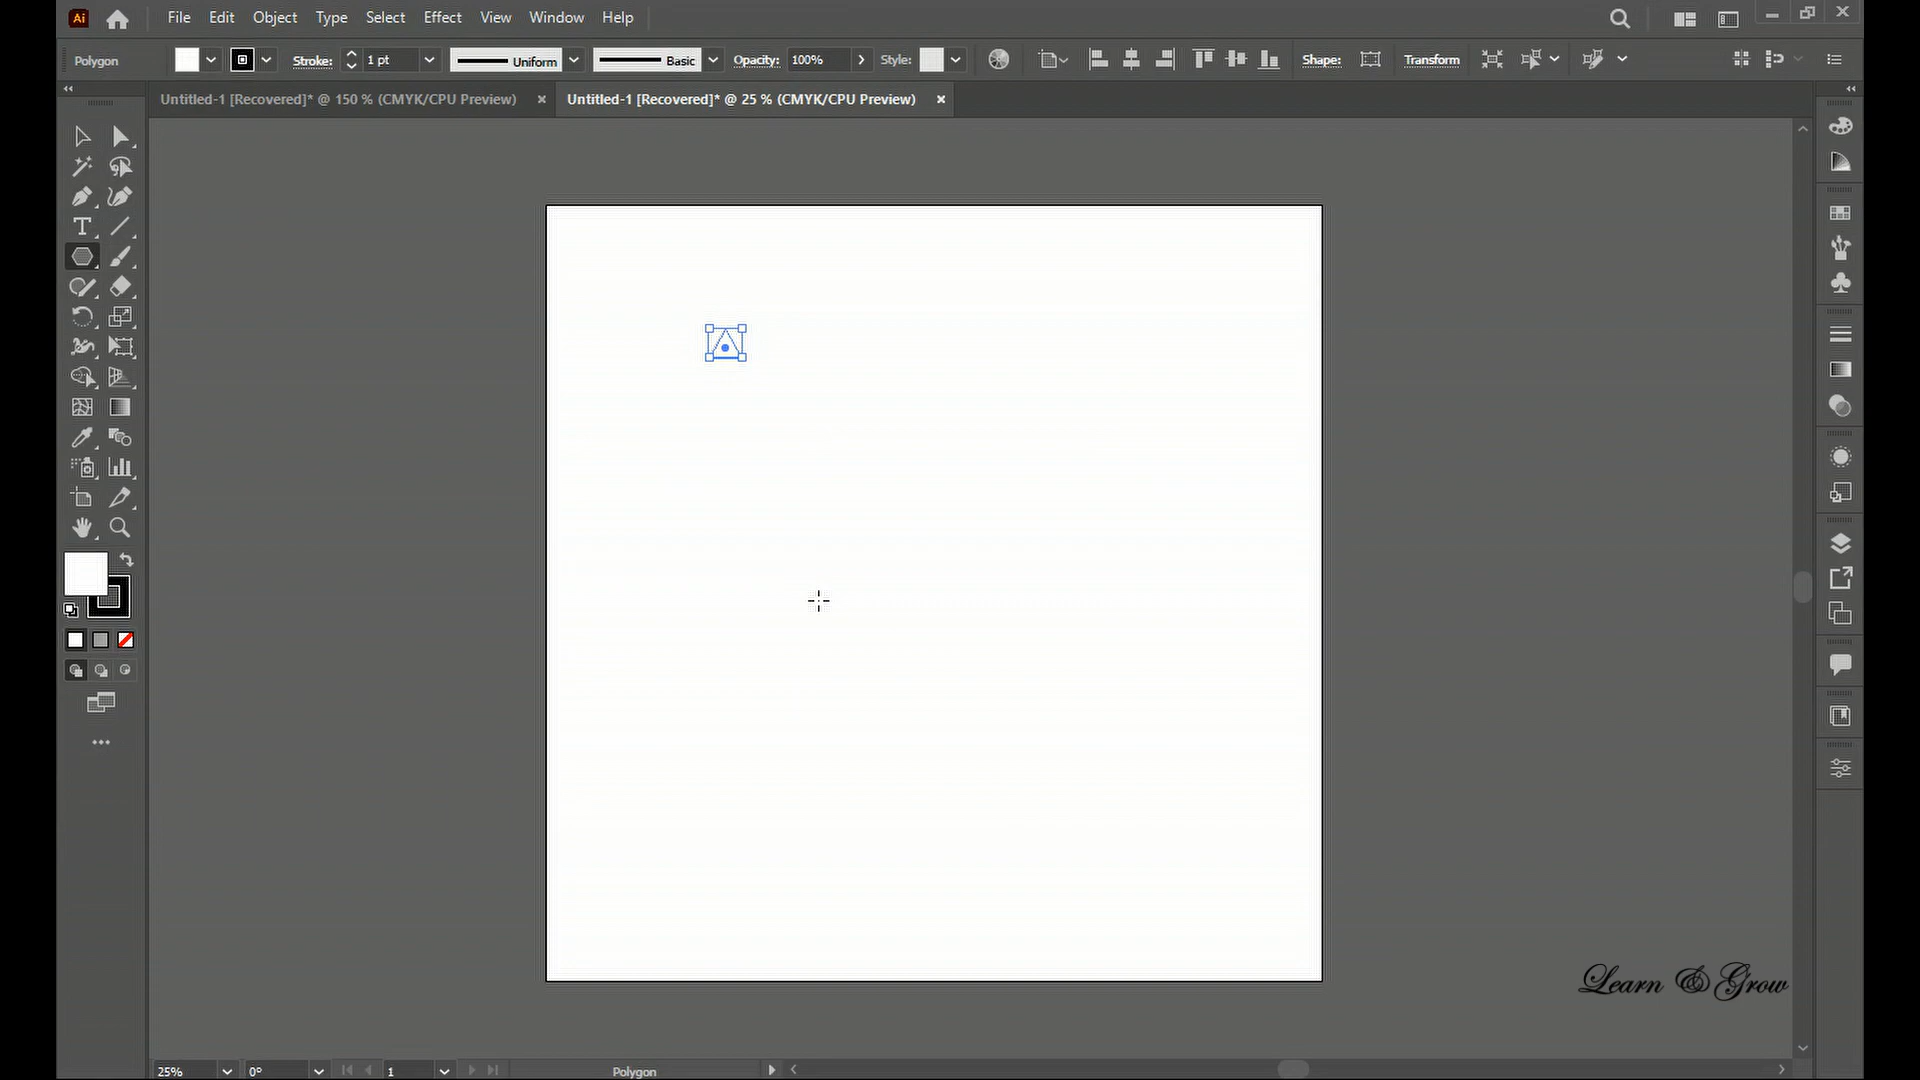 Ai File Edit Object Type Select Effect View Window Help
Polygon Stroke: 1 pt Uniform Basic Opacity: 100% Style: Shape: Transform
Untitled-1 [Recovered]* @ 150 % (CMYK/CPU Preview) Untitled-1 [Recovered]* @ 25 % (CMYK/CPU Preview)
Learn & Grow
25% 0° 1 Polygon